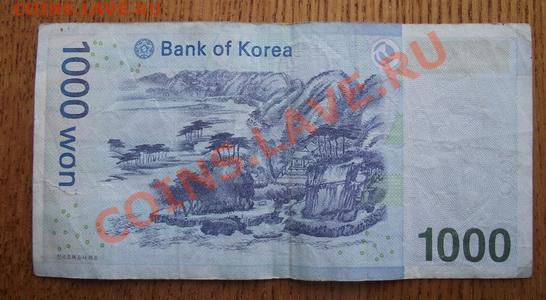 COINS.LAVE.RU
Bank of Korea
1000 won
COINS.LAVE.RU
1000